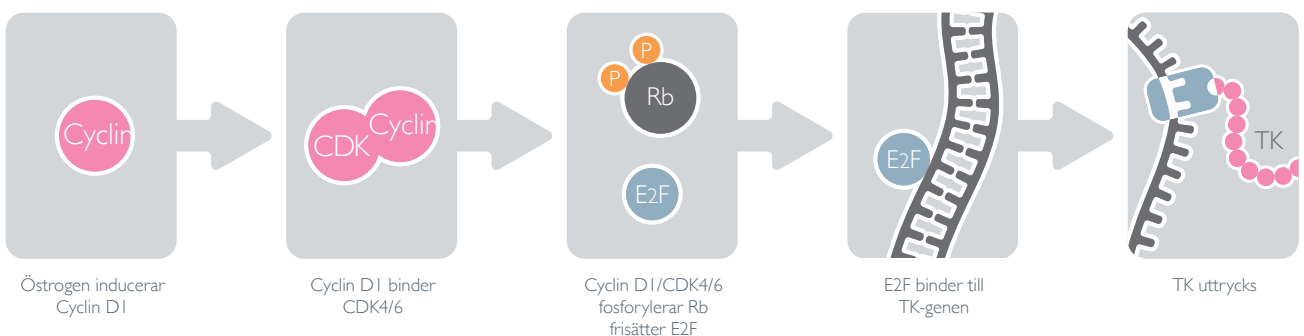 Cyclin
CDK
Cyclin
P
P
Rb
E2F
E2F
TK
Östrogen inducerar
Cyclin D1
Cyclin D1 binder
CDK4/6
Cyclin D1/CDK4/6
fosforylerar Rb
frisätter E2F
E2F binder till
TK-genen
TK uttrycks